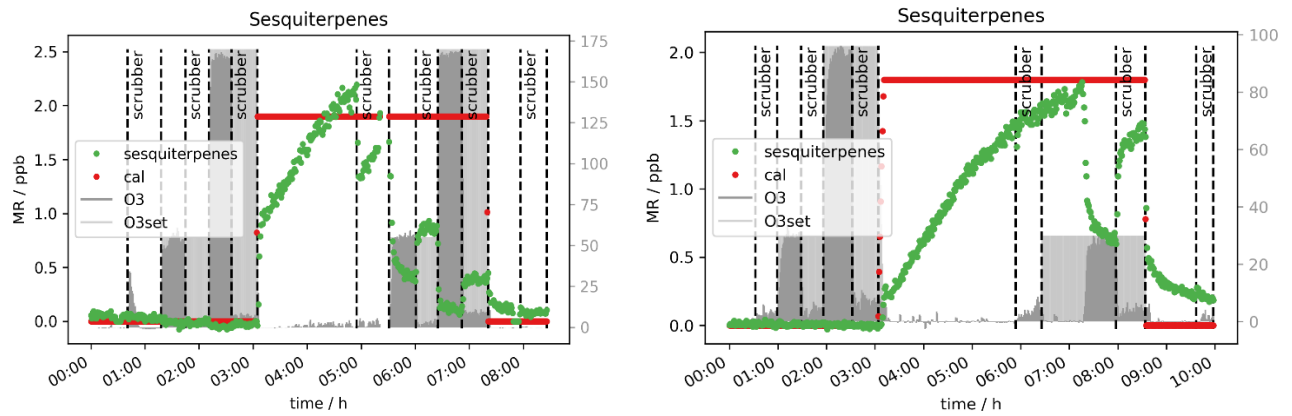 Sesquiterpenes
MR / ppb
2.5
2.0
1.5
1.0
0.5
0.0
175
150
125
100
75
50
25
0
scrubber
scrubber
scrubber
scrubber
scrubber
scrubber
scrubber
sesquiterpenes
cal
O3
O3set
00:00
01:00
02:00
03:00
04:00
05:00
06:00
07:00
08:00
time / h
Sesquiterpenes
MR / ppb
2.0
1.5
1.0
0.5
0.0
100
80
60
40
20
0
scrubber
scrubber
scrubber
scrubber
scrubber
scrubber
sesquiterpenes
cal
O3
O3set
00:00
01:00
02:00
03:00
04:00
05:00
06:00
07:00
08:00
09:00
10:00
time / h